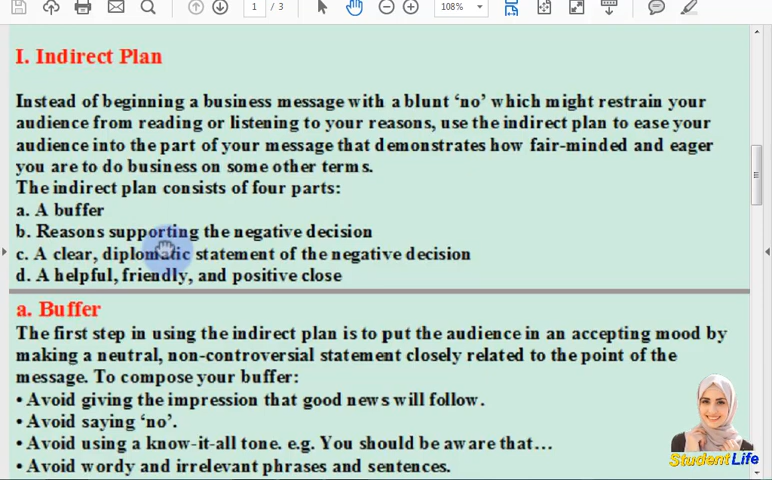 1 / 3
108%
I. Indirect Plan
Instead of beginning a business message with a blunt ‘no’ which might restrain your
audience from reading or listening to your reasons, use the indirect plan to ease your
audience into the part of your message that demonstrates how fair-minded and eager
you are to do business on some other terms.
The indirect plan consists of four parts:
a. A buffer
b. Reasons supporting the negative decision
c. A clear, diplomatic statement of the negative decision
d. A helpful, friendly, and positive close
a. Buffer
The first step in using the indirect plan is to put the audience in an accepting mood by
making a neutral, non-controversial statement closely related to the point of the
message. To compose your buffer:
• Avoid giving the impression that good news will follow.
• Avoid saying ‘no’.
• Avoid using a know-it-all tone. e.g. You should be aware that…
• Avoid wordy and irrelevant phrases and sentences.
StudentLife